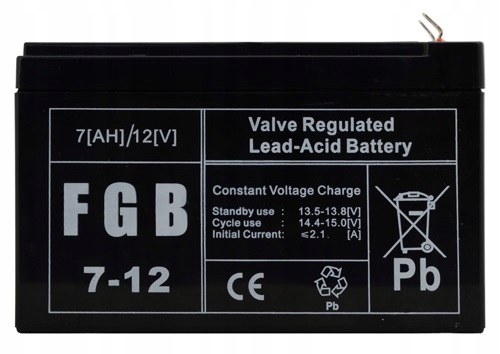 7[AH]/12[V]
FGB
7-12
Valve Regulated
Lead-Acid Battery
Constant Voltage Charge
Standby use : 13.5-13.8[V]
Cycle use : 14.4-15.0[V]
Initial Current: ≤2.1 [A]
CE
Pb
Pb